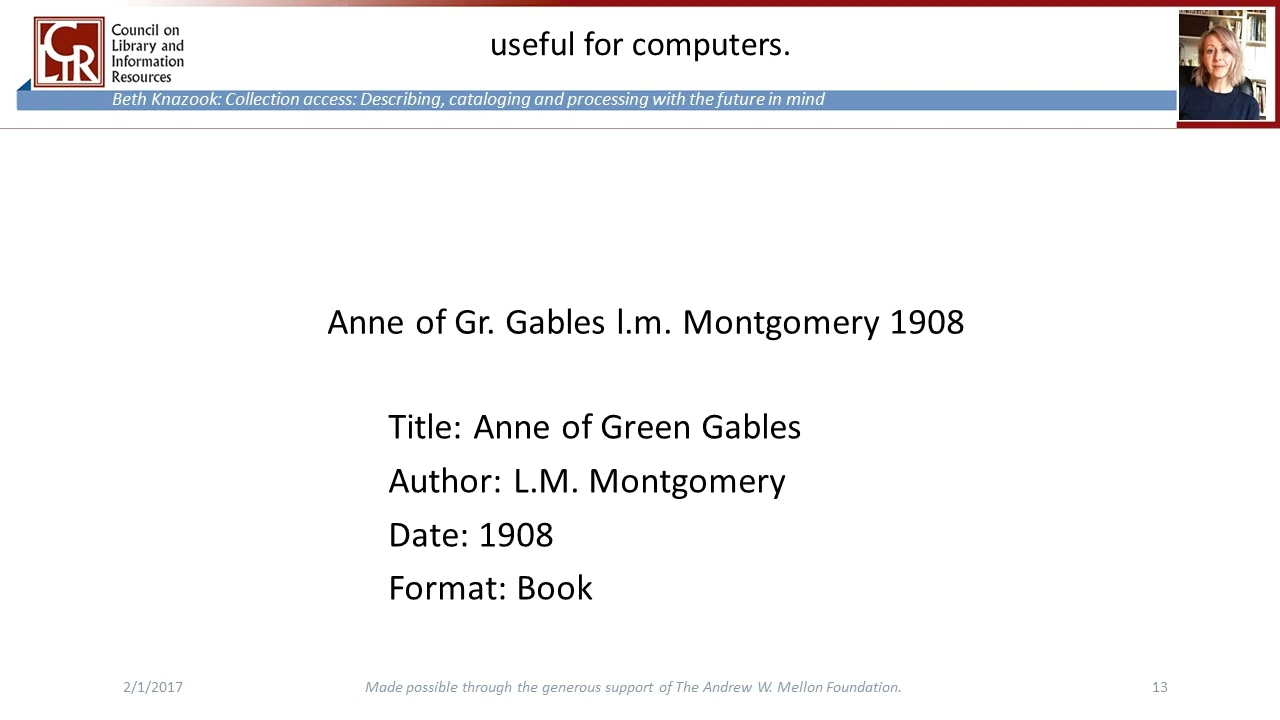 CLIR
Council on
Library and
Information
Resources
useful for computers.
Beth Knazook: Collection access: Describing, cataloging and processing with the future in mind
Anne of Gr. Gables l.m. Montgomery 1908
Title: Anne of Green Gables
Author: L.M. Montgomery
Date: 1908
Format: Book
2/1/2017
Made possible through the generous support of The Andrew W. Mellon Foundation.
13